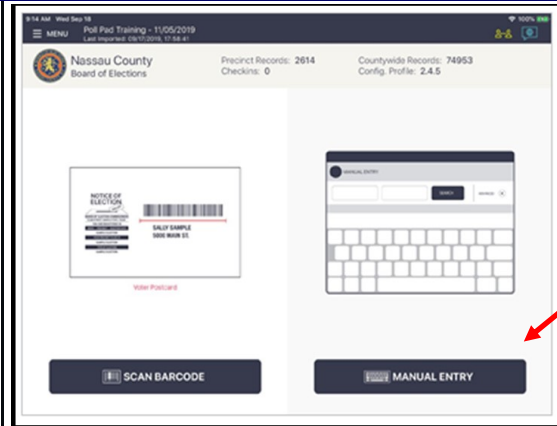 9:14 AM Wed Sep 18
100%
MENU
Poll Pad Training - 11/05/2019
Last Imported: 09/17/2019, 17:58:41
Nassau County
Board of Elections
Precinct Records: 2614
Checkins: 0
Countywide Records: 74953
Config. Profile: 2.4.5
NOTICE OF
ELECTION
SALLY SAMPLE
5000 MAIN ST.
Voter Postcard
MANUAL ENTRY
SEARCH
ADVANCED
SCAN BARCODE
MANUAL ENTRY